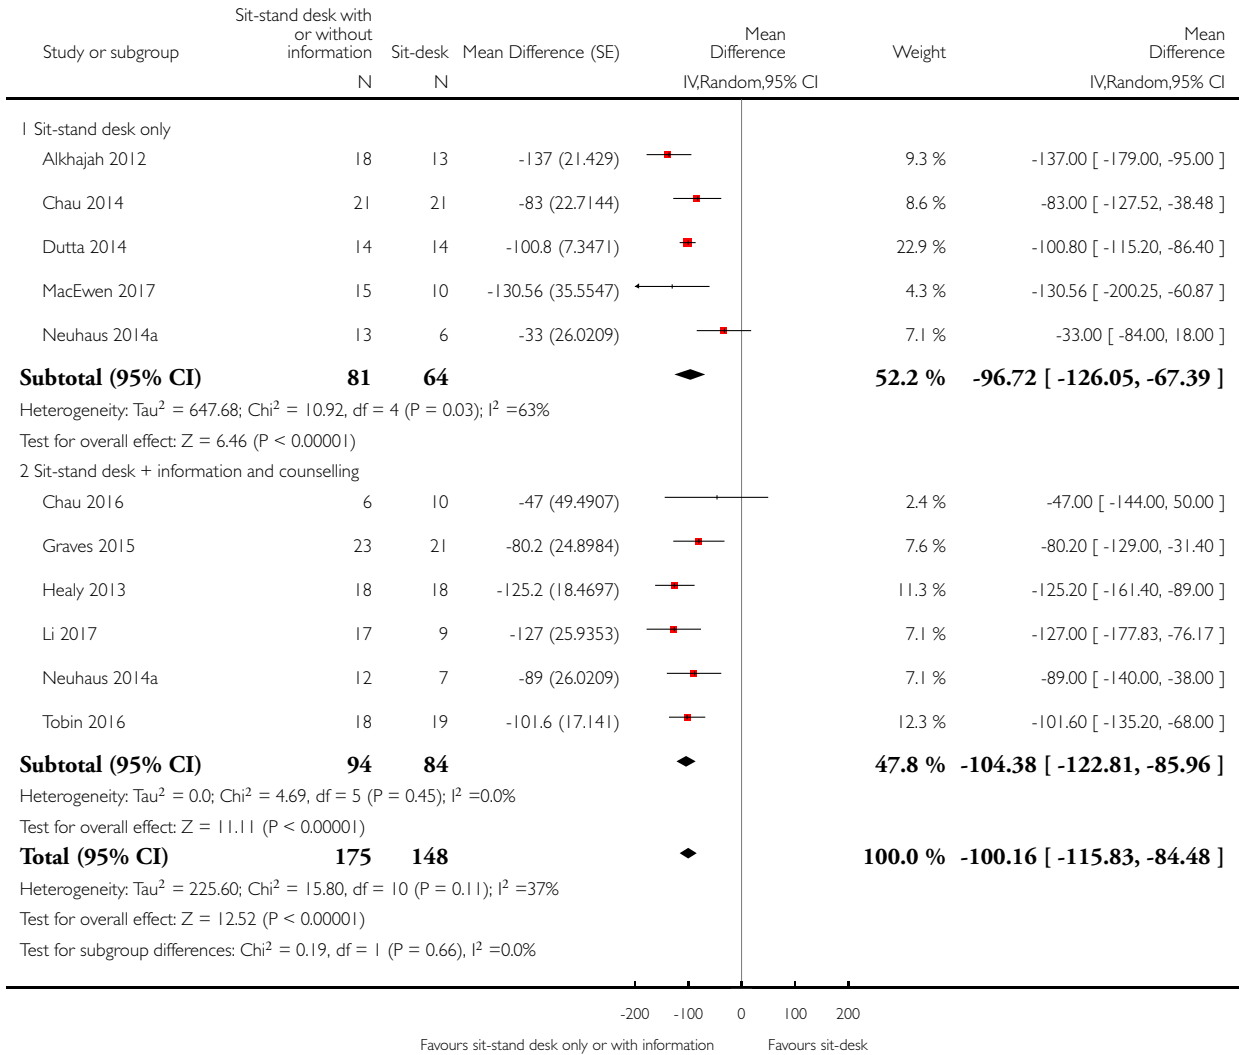 Study or subgroup Sit-stand desk with or without information Sit-desk Mean Difference (SE) Mean Difference Weight Mean Difference
N N IV,Random,95% CI IV,Random,95% CI
1 Sit-stand desk only
Alkhajah 2012 18 13 -137 (21.429) 9.3 % -137.00 [ -179.00, -95.00 ]
Chau 2014 21 21 -83 (22.7144) 8.6 % -83.00 [ -127.52, -38.48 ]
Dutta 2014 14 14 -100.8 (7.3471) 22.9 % -100.80 [ -115.20, -86.40 ]
MacEwen 2017 15 10 -130.56 (35.5547) 4.3 % -130.56 [ -200.25, -60.87 ]
Neuhaus 2014a 13 6 -33 (26.0209) 7.1 % -33.00 [ -84.00, 18.00 ]
Subtotal (95% CI) 81 64 52.2 % -96.72 [ -126.05, -67.39 ]
Heterogeneity: Tau² = 647.68; Chi² = 10.92, df = 4 (P = 0.03); I² =63%
Test for overall effect: Z = 6.46 (P < 0.00001)
2 Sit-stand desk + information and counselling
Chau 2016 6 10 -47 (49.4907) 2.4 % -47.00 [ -144.00, 50.00 ]
Graves 2015 23 21 -80.2 (24.8984) 7.6 % -80.20 [ -129.00, -31.40 ]
Healy 2013 18 18 -125.2 (18.4697) 11.3 % -125.20 [ -161.40, -89.00 ]
Li 2017 17 9 -127 (25.9353) 7.1 % -127.00 [ -177.83, -76.17 ]
Neuhaus 2014a 12 7 -89 (26.0209) 7.1 % -89.00 [ -140.00, -38.00 ]
Tobin 2016 18 19 -101.6 (17.141) 12.3 % -101.60 [ -135.20, -68.00 ]
Subtotal (95% CI) 94 84 47.8 % -104.38 [ -122.81, -85.96 ]
Heterogeneity: Tau² = 0.0; Chi² = 4.69, df = 5 (P = 0.45); I² =0.0%
Test for overall effect: Z = 11.11 (P < 0.00001)
Total (95% CI) 175 148 100.0 % -100.16 [ -115.83, -84.48 ]
Heterogeneity: Tau² = 225.60; Chi² = 15.80, df = 10 (P = 0.11); I² =37%
Test for overall effect: Z = 12.52 (P < 0.00001)
Test for subgroup differences: Chi² = 0.19, df = 1 (P = 0.66), I² =0.0%
-200 -100 0 100 200
Favours sit-stand desk only or with information Favours sit-desk